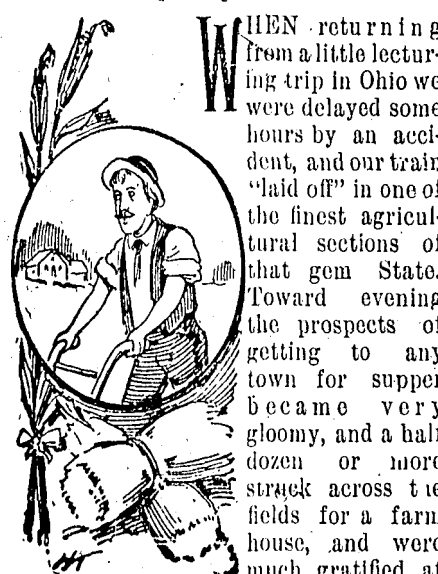 WHEN returning
from a little lectur-
ing trip in Ohio we
were delayed some
hours by an acci-
dent, and our train
"laid off" in one of
the finest agricul-
tural sections of
that gem State.
Toward evening
the prospects of
getting to any
town for supper
became very
gloomy, and a half
dozen or more
struck across the
fields for a farm
house, and were
much gratified at